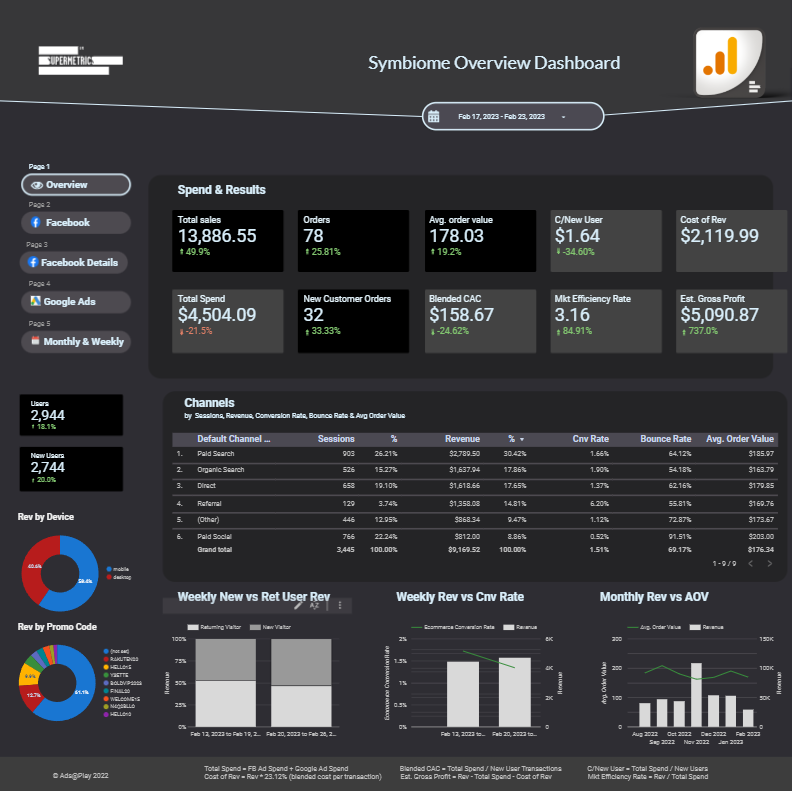 SUPERMETRICS
Symbiome Overview Dashboard
Feb 17, 2023 - Feb 23, 2023
Page 1
Overview
Page 2
Facebook
Page 3
Facebook Details
Page 4
Google Ads
Page 5
Monthly & Weekly
Spend & Results
Total sales
13,886.55
49.9%
Orders
78
25.81%
Avg. order value
178.03
19.2%
C/New User
$1.64
-34.60%
Cost of Rev
$2,119.99
Total Spend
$4,504.09
-21.5%
New Customer Orders
32
33.33%
Blended CAC
$158.67
-24.62%
Mkt Efficiency Rate
3.16
84.91%
Est. Gross Profit
$5,090.87
737.0%
Users
2,944
18.1%
New Users
2,744
20.0%
Channels
by Sessions, Revenue, Conversion Rate, Bounce Rate & Avg Order Value
Default Channel ... Sessions % Revenue % Cnv Rate Bounce Rate Avg. Order Value
1. Paid Search 903 26.21% $2,789.50 30.42% 1.66% 64.12% $185.97
2. Organic Search 526 15.27% $1,637.94 17.86% 1.90% 54.18% $163.79
3. Direct 658 19.10% $1,618.66 17.65% 1.37% 62.16% $179.85
4. Referral 129 3.74% $1,358.08 14.81% 6.20% 55.81% $169.76
5. (Other) 446 12.95% $868.34 9.47% 1.12% 72.87% $173.67
6. Paid Social 766 22.24% $812.00 8.86% 0.52% 91.51% $203.00
Grand total 3,445 100.00% $9,169.52 100.00% 1.51% 69.17% $176.34
1 - 9 / 9
Rev by Device
mobile
desktop
Rev by Promo Code
61.1%
13.7%
(not set)
RAKUTEN20
HELLO15
FINAL20
WELCOME15
HELLO10
Weekly New vs Ret User Rev
Returning Visitor
New Visitor
100%
75%
50%
25%
0%
Revenue
Feb 13, 2023 to Feb 19, 2...
Feb 20, 2023 to Feb 26, 2...
Weekly Rev vs Cnv Rate
Ecommerce Conversion Rate
Revenue
2%
1.5%
1%
0.5%
0%
Ecommerce Conversion Rate
6K
4K
2K
0
Revenue
Feb 13, 2023 to...
Feb 20, 2023 to...
Monthly Rev vs AOV
Avg. Order Value
Revenue
300
200
100
0
Avg. Order Value
150K
100K
50K
0
Revenue
Aug 2022
Sep 2022
Oct 2022
Nov 2022
Dec 2022
Jan 2023
Feb 2023
© Ads@Play 2022
Total Spend = FB Ad Spend + Google Ad Spend
Cost of Rev = Rev * 23.12% (blended cost per transaction)
Blended CAC = Total Spend / New User Transactions
Est. Gross Profit = Rev - Total Spend - Cost of Rev
C/New User = Total Spend / New Users
Mkt Efficiency Rate = Rev / Total Spend